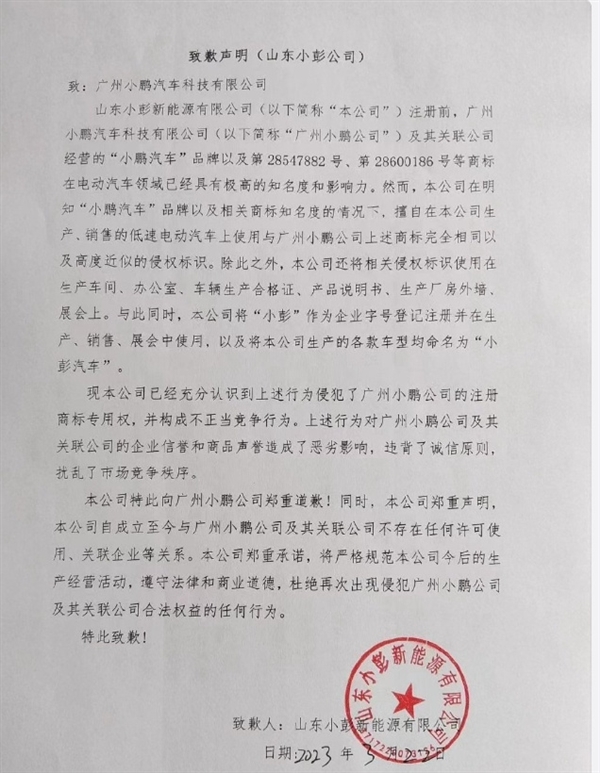 致歉声明（山东小彭公司）
致：广州小鹏汽车科技有限公司
山东小彭新能源有限公司（以下简称“本公司”）注册前，广州
小鹏汽车科技有限公司（以下简称“广州小鹏公司”）及其关联公司
经营的“小鹏汽车”品牌以及第 28547882 号、第 28600186 号等商标
在电动汽车领域已经具有极高的知名度和影响力。然而，本公司在明
知“小鹏汽车”品牌以及相关商标知名度的情况下，擅自在本公司生
产、销售的低速电动汽车上使用与广州小鹏公司上述商标完全相同以
及高度近似的侵权标识。除此之外，本公司还将相关侵权标识使用在
生产车间、办公室、车辆生产合格证、产品说明书、生产厂房外墙、
展会上。与此同时，本公司将“小彭”作为企业字号登记注册并在生
产、销售、展会中使用，以及将本公司生产的各款车型均命名为“小
彭汽车”。
现本公司已经充分认识到上述行为侵犯了广州小鹏公司的注册
商标专用权，并构成不正当竞争行为。上述行为对广州小鹏公司及其
关联公司的企业信誉和商品声誉造成了恶劣影响，违背了诚信原则，
扰乱了市场竞争秩序。
本公司特此向广州小鹏公司郑重道歉！同时，本公司郑重声明，
本公司自成立至今与广州小鹏公司及其关联公司不存在任何许可使
用、关联企业等关系。本公司郑重承诺，将严格规范本公司今后的生
产经营活动，遵守法律和商业道德，杜绝再次出现侵犯广州小鹏公司
及其关联公司合法权益的任何行为。
特此致歉！
山东小彭新能源有限公司
致歉人：山东小彭新能源有限公司
日期：2023 年 3 月 22 日